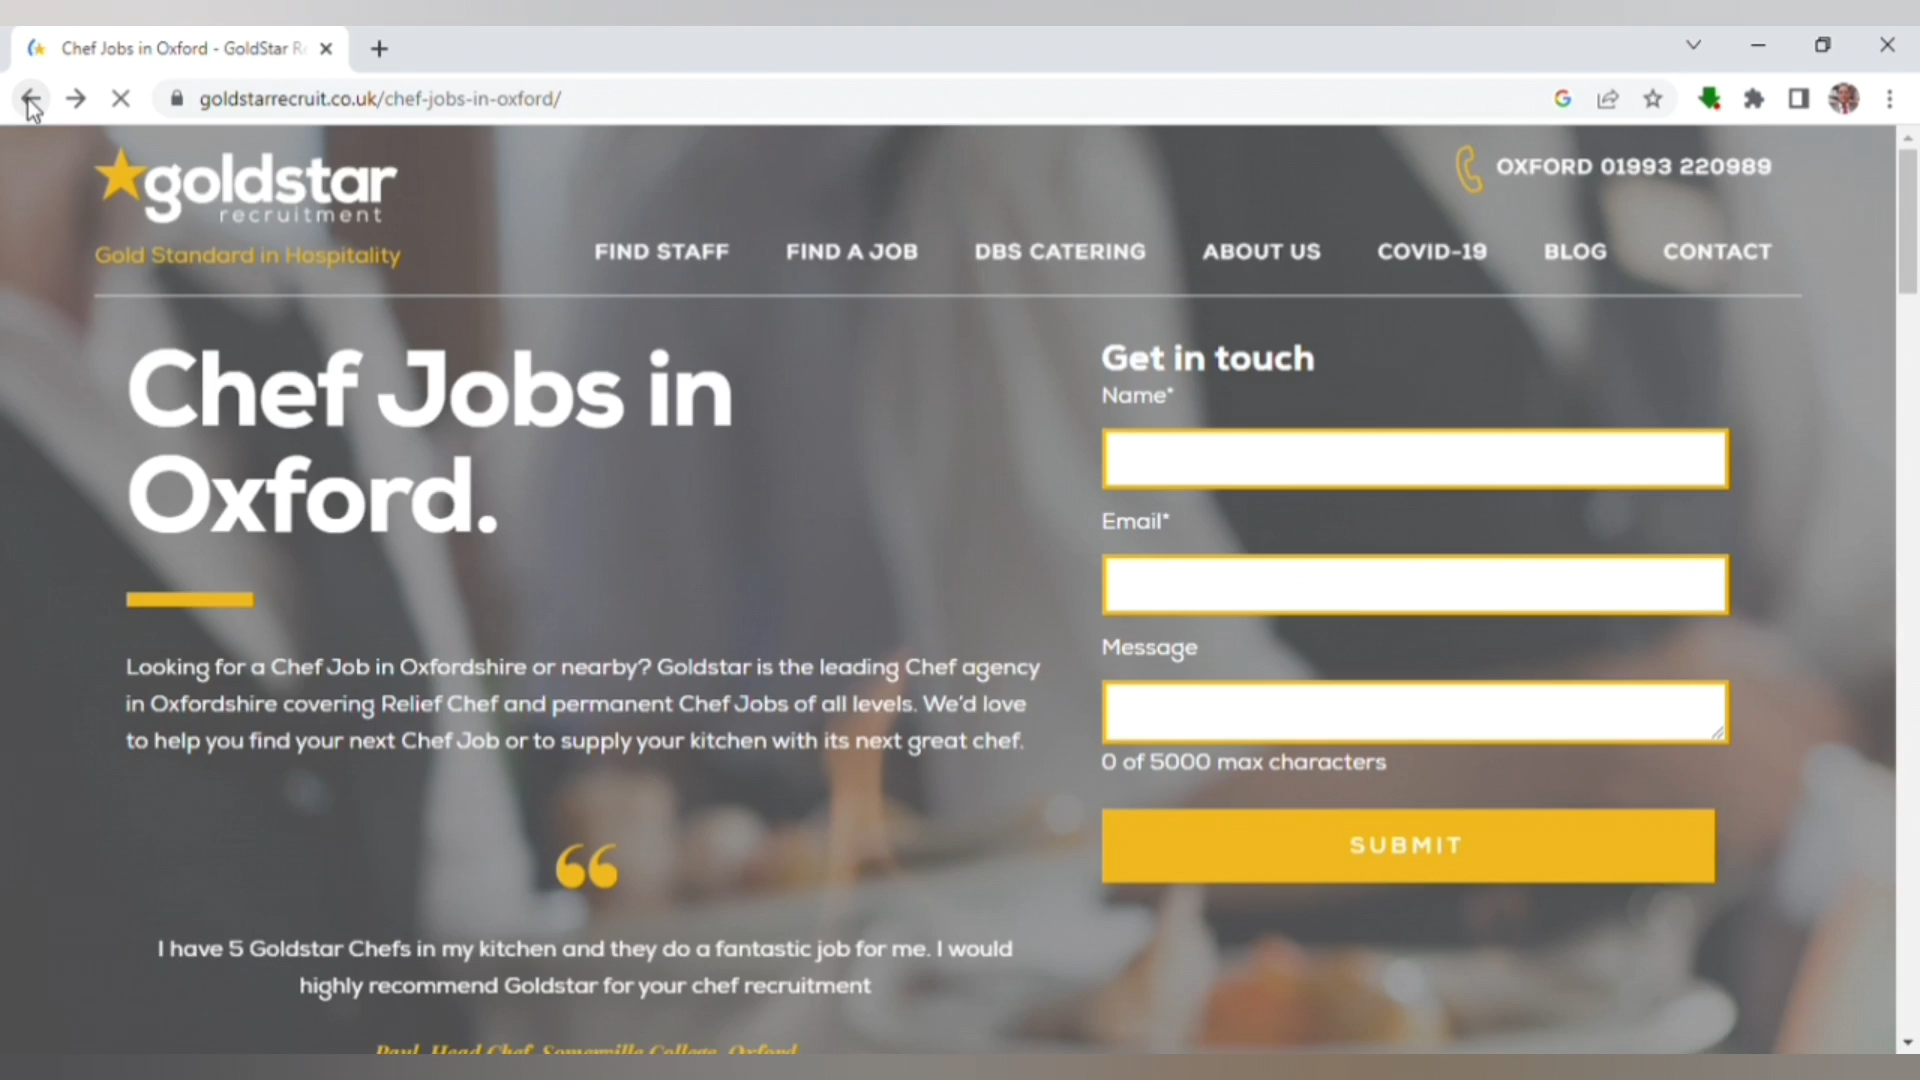 Chef Jobs in Oxford - GoldStar R
goldstarrecruit.co.uk/chef-jobs-in-oxford/
goldstar
recruitment
Gold Standard in Hospitality
OXFORD 01993 220989
FIND STAFF FIND A JOB DBS CATERING ABOUT US COVID-19 BLOG CONTACT
Chef Jobs in
Oxford.
Looking for a Chef Job in Oxfordshire or nearby? Goldstar is the leading Chef agency
in Oxfordshire covering Relief Chef and permanent Chef Jobs of all levels. We'd love
to help you find your next Chef Job or to supply your kitchen with its next great chef.
“
I have 5 Goldstar Chefs in my kitchen and they do a fantastic job for me. I would
highly recommend Goldstar for your chef recruitment
Paul, Head Chef, Somerville College, Oxford
Get in touch
Name*
Email*
Message
0 of 5000 max characters
SUBMIT